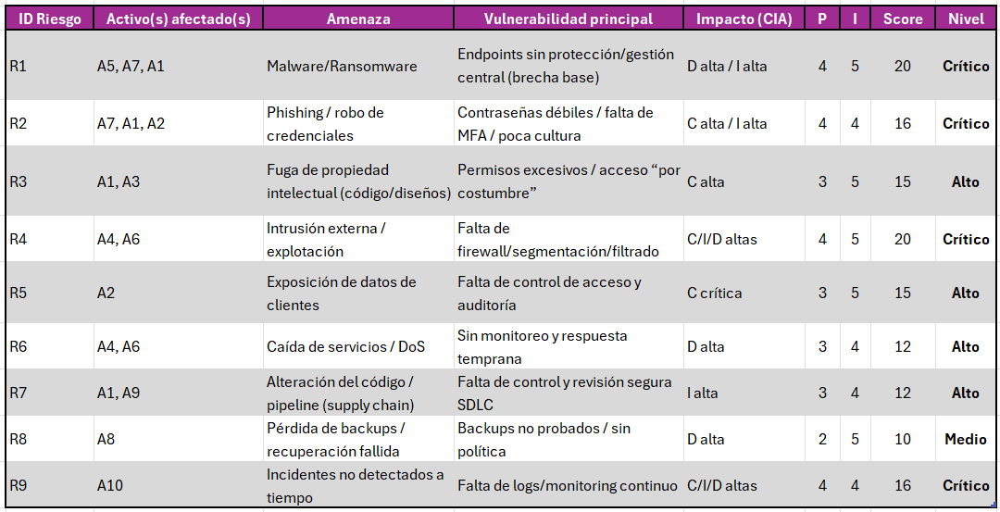 ID Riesgo Activo(s) afectado(s) Amenaza Vulnerabilidad principal Impacto (CIA) P I Score Nivel
R1 A5, A7, A1 Malware/Ransomware Endpoints sin protección/gestión central (brecha base) D alta / I alta 4 5 20 Crítico
R2 A7, A1, A2 Phishing / robo de credenciales Contraseñas débiles / falta de MFA / poca cultura C alta / I alta 4 4 16 Crítico
R3 A1, A3 Fuga de propiedad intelectual (código/diseños) Permisos excesivos / acceso “por costumbre” C alta 3 5 15 Alto
R4 A4, A6 Intrusión externa / explotación Falta de firewall/segmentación/filtrado C/I/D altas 4 5 20 Crítico
R5 A2 Exposición de datos de clientes Falta de control de acceso y auditoría C crítica 3 5 15 Alto
R6 A4, A6 Caída de servicios / DoS Sin monitoreo y respuesta temprana D alta 3 4 12 Alto
R7 A1, A9 Alteración del código / pipeline (supply chain) Falta de control y revisión segura SDLC I alta 3 4 12 Alto
R8 A8 Pérdida de backups / recuperación fallida Backups no probados / sin política D alta 2 5 10 Medio
R9 A10 Incidentes no detectados a tiempo Falta de logs/monitoring continuo C/I/D altas 4 4 16 Crítico